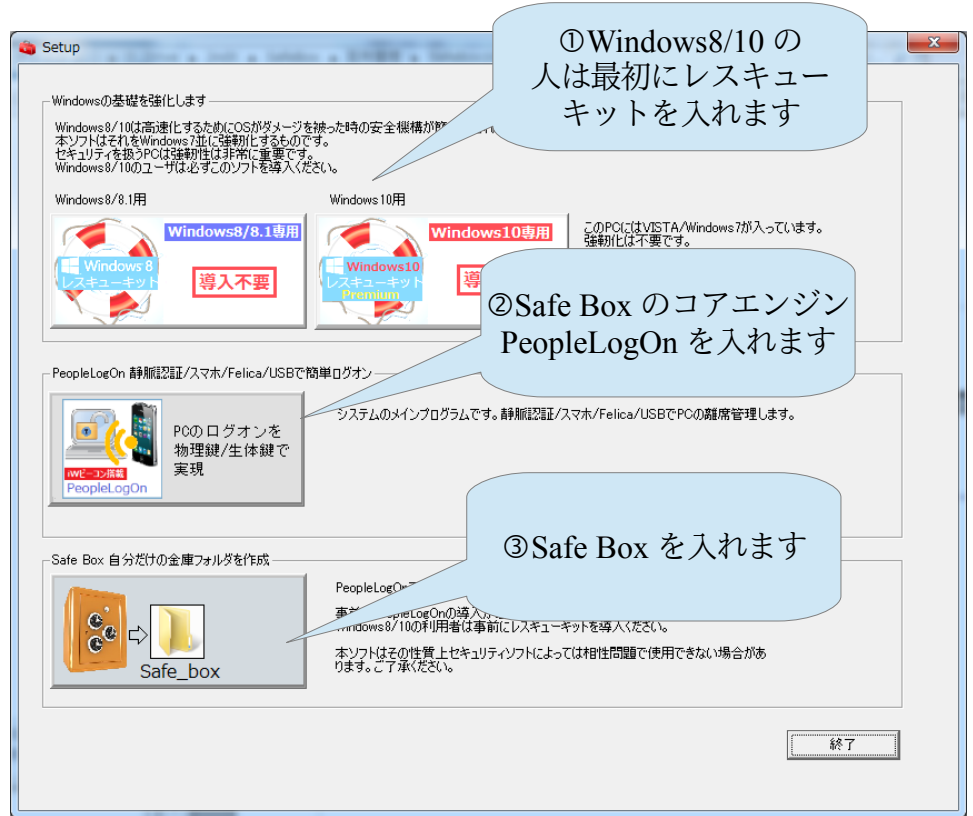 Setup
①Windows8/10 の
人は最初にレスキュー
キットを入れます
Windowsの基礎を強化します
Windows8/10は高速化するためにOSがダメージを被った時の安全機構が
本ソフトはそれをWindows7並に強靭化するものです。
セキュリティを扱うPCは強靭性は非常に重要です。
Windows8/10のユーザは必ずこのソフトを導入ください。
Windows8/8.1用
Windows10用
Windows8/8.1専用
Windows 8
レスキューキット
導入不要
Windows10専用
Windows10
レスキューキット
Premium
導
このPCにはVISTA/Windows7が入っています。
強靭化は不要です。
②Safe Box のコアエンジン
PeopleLogOn を入れます
PeopleLogOn 静脈認証/スマホ/Felica/USBで簡単ログオン
iWビーコン搭載
PeopleLogOn
PCのログオンを
物理鍵/生体鍵で
実現
システムのメインプログラムです。静脈認証/スマホ/Felica/USBでPCの離席管理します。
③Safe Box を入れます
Safe Box 自分だけの金庫フォルダを作成
Safe_box
PeopleLogOn
事前 PeopleLogOnの導入が
Windows8/10の利用者は事前にレスキューキットを導入ください。
本ソフトはその性質上セキュリティソフトによっては相性問題で使用できない場合があ
ります。ご了承ください。
終了